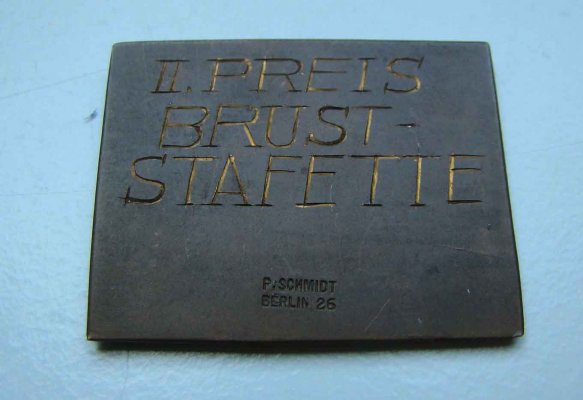 II. PREIS
BRUST-
STAFETTE
P. SCHMIDT
BERLIN 26